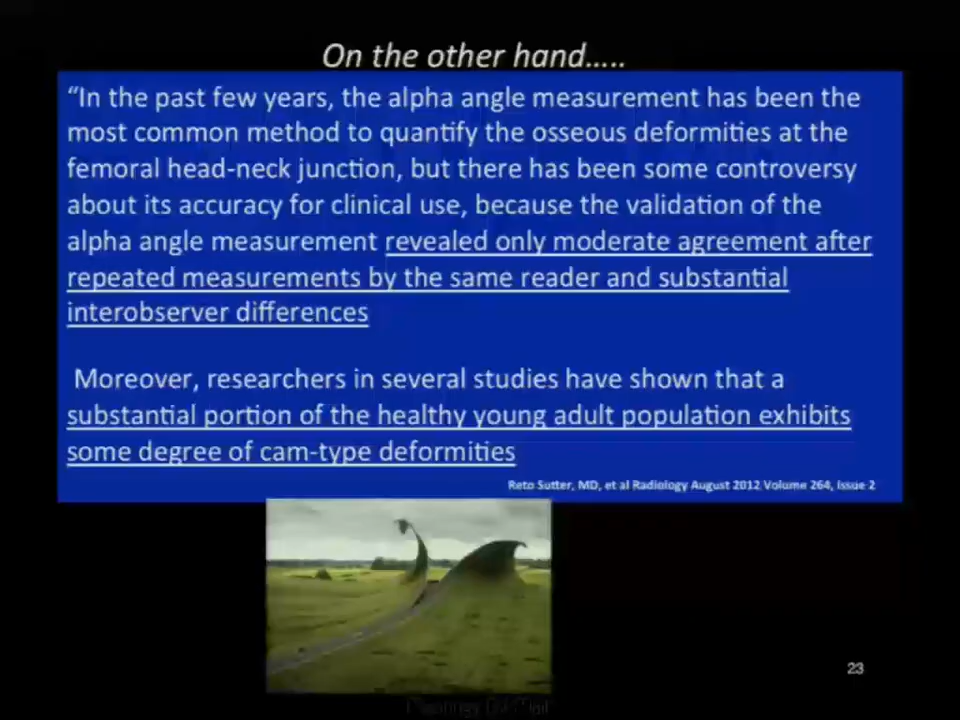 On the other hand…..
“In the past few years, the alpha angle measurement has been the
most common method to quantify the osseous deformities at the
femoral head-neck junction, but there has been some controversy
about its accuracy for clinical use, because the validation of the
alpha angle measurement revealed only moderate agreement after
repeated measurements by the same reader and substantial
interobserver differences
Moreover, researchers in several studies have shown that a
substantial portion of the healthy young adult population exhibits
some degree of cam-type deformities
Reto Sutter, MD, et al Radiology August 2012 Volume 264, Issue 2
23